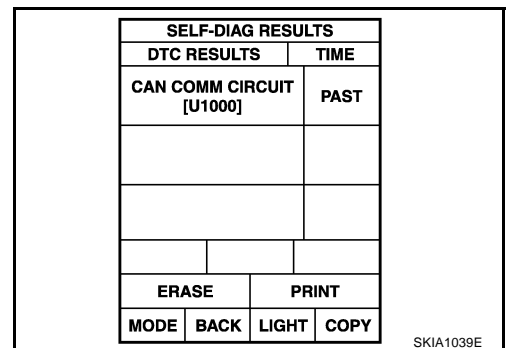 SELF-DIAG RESULTS
DTC RESULTS TIME
CAN COMM CIRCUIT
[U1000]
PAST
ERASE PRINT
MODE BACK LIGHT COPY
SKIA1039E